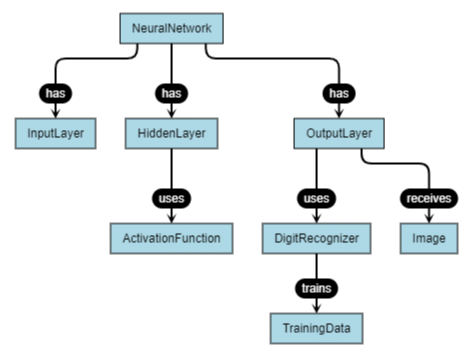 NeuralNetwork
has
has
has
InputLayer
HiddenLayer
OutputLayer
uses
uses
receives
ActivationFunction
DigitRecognizer
Image
trains
TrainingData